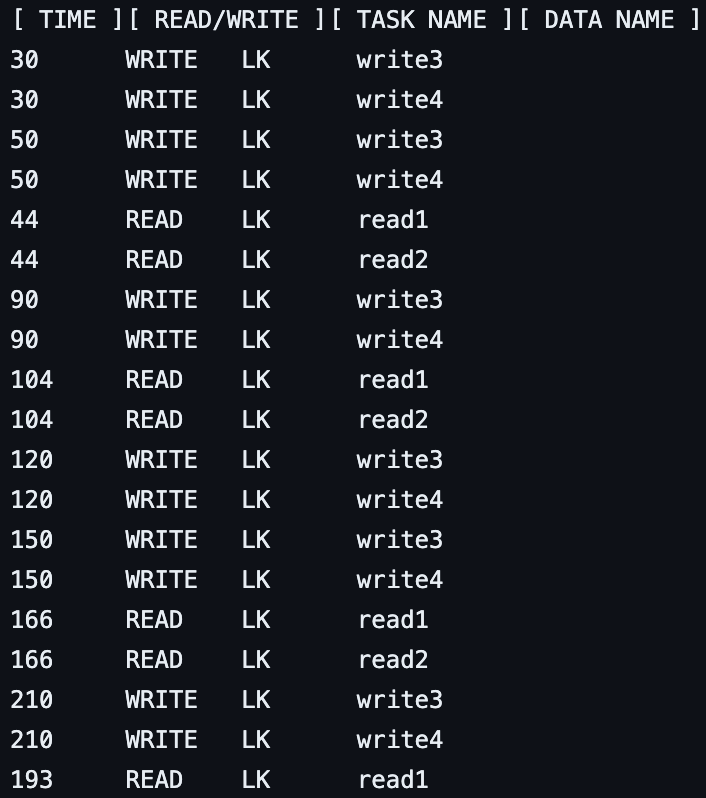 [ TIME ][ READ/WRITE ][ TASK NAME ][ DATA NAME ]
30      WRITE   LK      write3
30      WRITE   LK      write4
50      WRITE   LK      write3
50      WRITE   LK      write4
44      READ    LK      read1
44      READ    LK      read2
90      WRITE   LK      write3
90      WRITE   LK      write4
104     READ    LK      read1
104     READ    LK      read2
120     WRITE   LK      write3
120     WRITE   LK      write4
150     WRITE   LK      write3
150     WRITE   LK      write4
166     READ    LK      read1
166     READ    LK      read2
210     WRITE   LK      write3
210     WRITE   LK      write4
193     READ    LK      read1